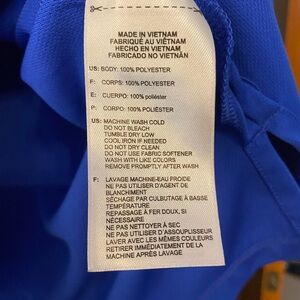 MADE IN VIETNAM
FABRIQUÉ AU VIÊTNAM
HECHO EN VIETNAM
FABRICADO NO VIETNÃN
US: BODY: 100% POLYESTER
F: CORPS: 100% POLYESTER
E: CUERPO: 100% poliéster
P: CORPO: 100% POLIÉSTER
US: MACHINE WASH COLD
DO NOT BLEACH
TUMBLE DRY LOW
COOL IRON IF NEEDED
DO NOT DRY CLEAN
DO NOT USE FABRIC SOFTENER
WASH WITH LIKE COLORS
REMOVE PROMPTLY AFTER WASH
F: LAVAGE MACHINE-EAU FROIDE
NE PAS UTILISER D'AGENT DE
BLANCHIMENT
SÉCHAGE PAR CULBUTAGE À BASSE
TEMPÉRATURE
REPASSAGE À FER DOUX, SI
NÉCESSAIRE
NE PAS NETTOYER À SEC
NE PAS UTILISER D'ASSOUPLISSEUR
LAVER AVEC LES MÊMES COULEURS
RETIRER IMMÉDIATEMENT DE LA
MACHINE APRÈS LAVAGE